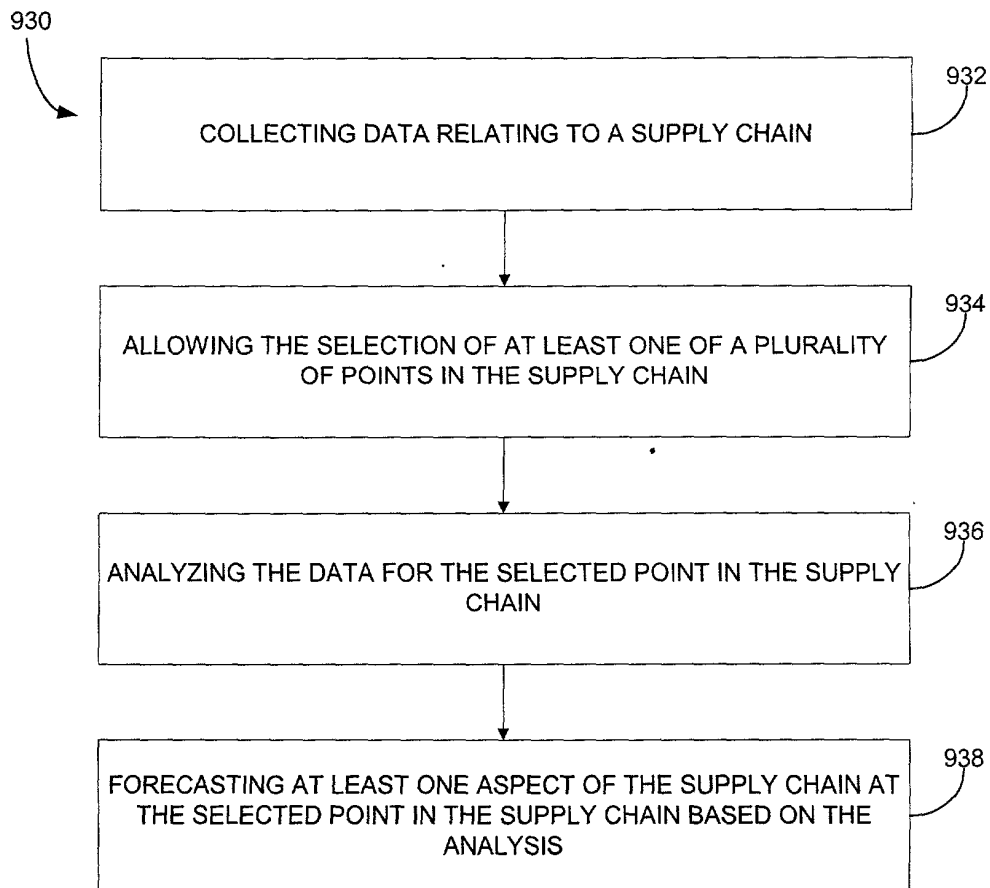 930
932
COLLECTING DATA RELATING TO A SUPPLY CHAIN
934
ALLOWING THE SELECTION OF AT LEAST ONE OF A PLURALITY
OF POINTS IN THE SUPPLY CHAIN
936
ANALYZING THE DATA FOR THE SELECTED POINT IN THE SUPPLY
CHAIN
938
FORECASTING AT LEAST ONE ASPECT OF THE SUPPLY CHAIN AT
THE SELECTED POINT IN THE SUPPLY CHAIN BASED ON THE
ANALYSIS